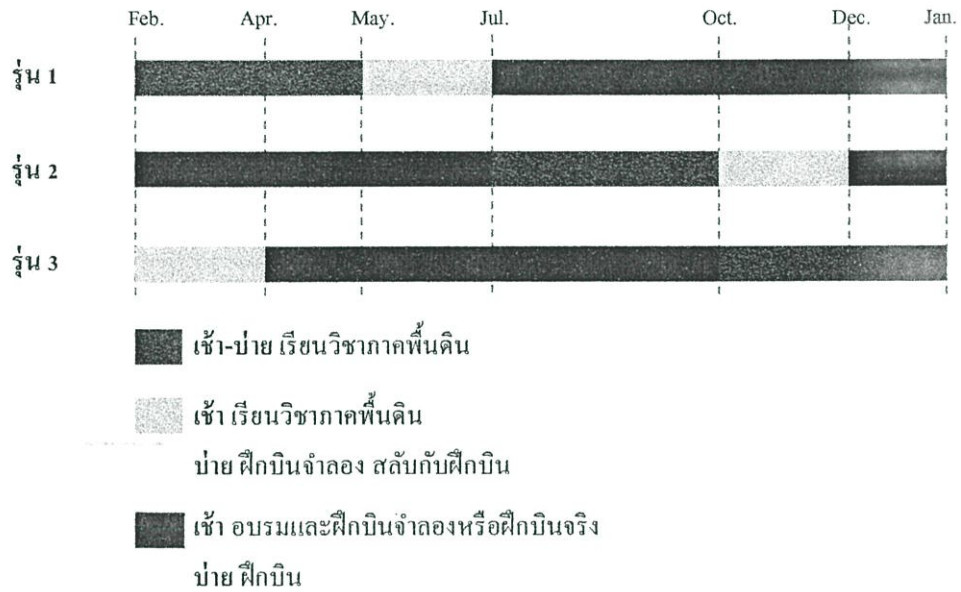 Feb. Apr. May. Jul. Oct. Dec. Jan.
รุ่น 1
รุ่น 2
รุ่น 3
เช้า-บ่าย เรียนวิชาภาคพื้นดิน
เช้า เรียนวิชาภาคพื้นดิน
บ่าย ฝึกบินจำลอง สลับกับฝึกบิน
เช้า อบรมและฝึกบินจำลองหรือฝึกบินจริง
บ่าย ฝึกบิน